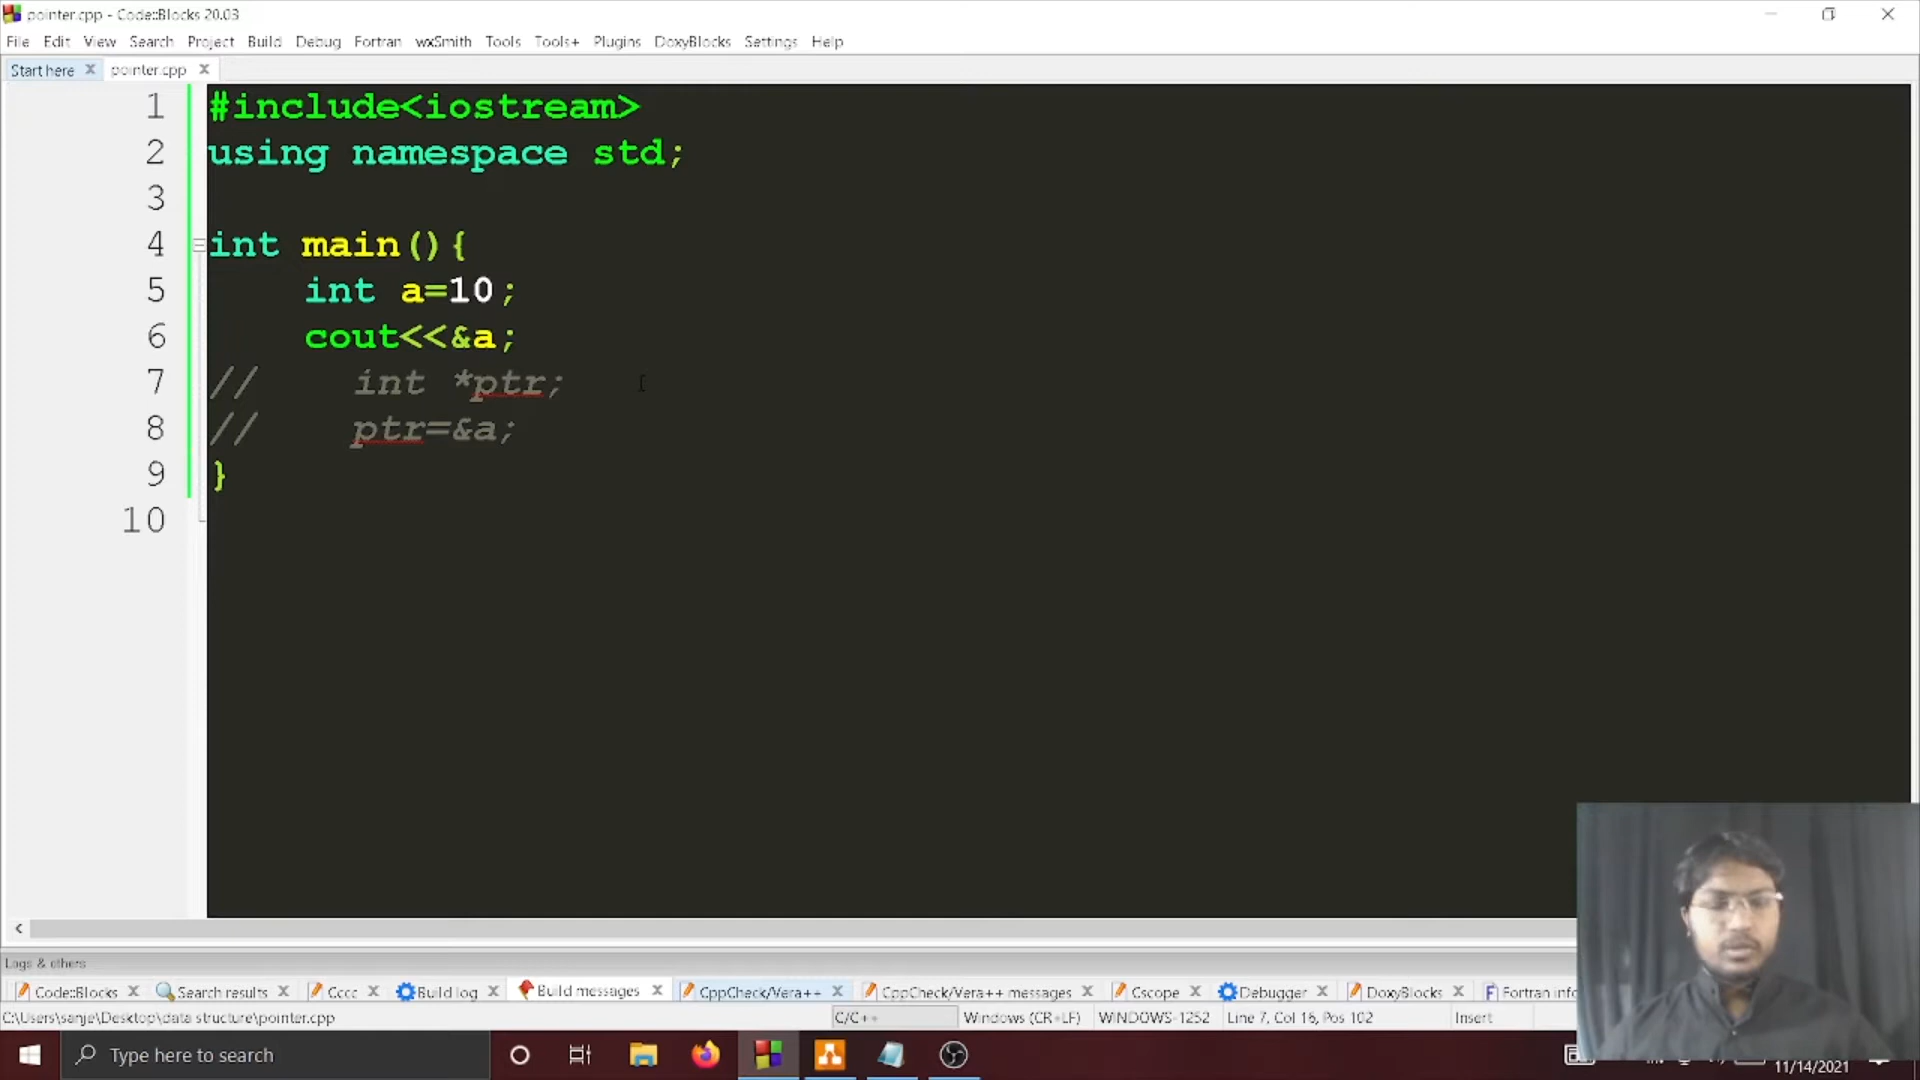 pointer.cpp - Code::Blocks 20.03
File Edit View Search Project Build Debug Fortran wxSmith Tools Tools+ Plugins DoxyBlocks Settings Help
Start here pointer.cpp
1 #include<iostream>
2 using namespace std;
3
4 int main(){
5 int a=10;
6 cout<<&a;
7 // int *ptr;
8 // ptr=&a;
9 }
10
Logs & others
Code::Blocks Search results Cccc Build log Build messages CppCheck/Vera++ CppCheck/Vera++ messages Cscope Debugger DoxyBlocks Fortran info
C:\Users\sanje\Desktop\data structure\pointer.cpp C/C++ Windows (CR+LF) WINDOWS-1252 Line 7, Col 16, Pos 102 Insert
Type here to search
11/14/2021